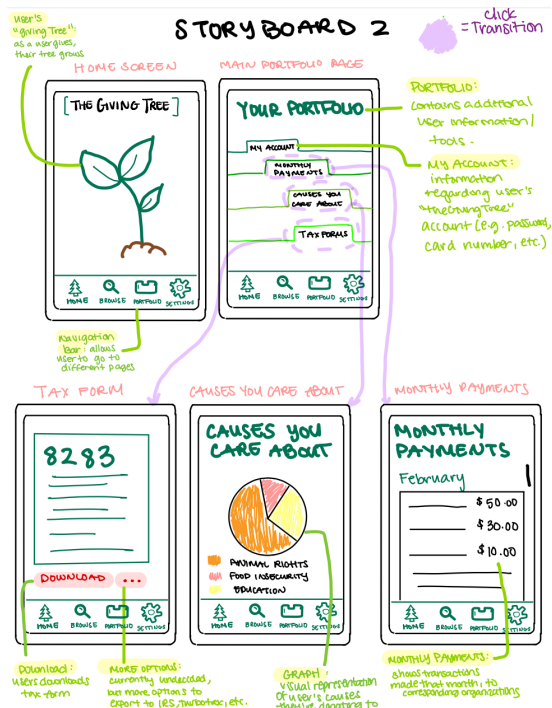 STORYBOARD 2
click
= Transition
User's
"giving Tree":
as a user gives,
their tree grows
HOME SCREEN
[THE GIVING TREE]
HOME BROWSE PORTFOLIO SETTINGS
Navigation
bar: allows
user to go to
different pages
MAIN PORTFOLIO PAGE
YOUR PORTFOLIO
MY ACCOUNT
MONTHLY
PAYMENTS
CAUSES YOU
CARE ABOUT
TAX FORMS
HOME BROWSE PORTFOLIO SETTINGS
PORTFOLIO:
contains additional
user information/
tools.
MY ACCOUNT:
information
regarding user's
"theGivingTree"
account (e.g. password,
card number, etc.)
TAX FORM
8283
DOWNLOAD ...
HOME BROWSE PORTFOLIO SETTINGS
Download:
users downloads
tax form
MORE OPTIONS:
currently undecided,
but more options to
export to IRS, turbotax, etc.
CAUSES YOU CARE ABOUT
CAUSES YOU
CARE ABOUT
ANIMAL RIGHTS
FOOD INSECURITY
EDUCATION
HOME BROWSE PORTFOLIO SETTINGS
GRAPH:
visual representation
of user's causes
they're donating to
MONTHLY PAYMENTS
MONTHLY
PAYMENTS
February
$50.00
$30.00
$10.00
HOME BROWSE PORTFOLIO SETTINGS
MONTHLY PAYMENTS:
shows transactions
made that month, to
corresponding organizations